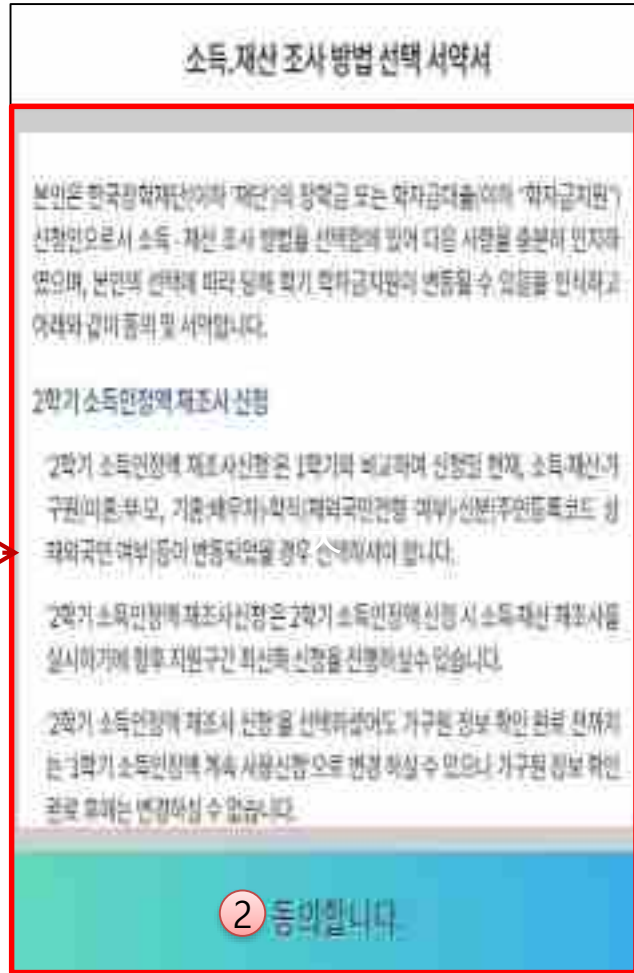 소득.재산 조사 방법 선택 서약서
본인은 한국장학재단(이하 '재단')의 장학금 또는 학자금대출(이하 "학자금지원")
신청인으로서 소득·재산 조사 방법을 선택함에 있어 다음 사항을 충분히 인지하
였으며, 본인의 선택에 따라 당해 학기 학자금지원이 변동될 수 있음을 인식하고
아래와 같이 동의 및 서약합니다.
2학기 소득인정액 재조사 신청
'2학기 소득인정액 재조사신청'은 1학기와 비교하여 신청일 현재, 소득·재산·가
구원(미혼:부·모, 기혼:배우자)·학적(재외국민전형 여부)·신분(주민등록코드 상
재외국민 여부)등이 변동되었을 경우 선택하셔야 합니다.
'2학기 소득인정액 재조사신청'은 2학기 소득인정액 신청 시 소득·재산 재조사를
실시하기에 향후 지원구간 최신화 신청을 진행하실수 있습니다.
'2학기 소득인정액 재조사 신청'을 선택하셨어도 가구원 정보 확인 완료 전까지
는 '1학기 소득인정액 계속 사용신청'으로 변경 하실 수 있으나 가구원 정보 확인
완료 후에는 변경하실 수 없습니다.
2 동의합니다